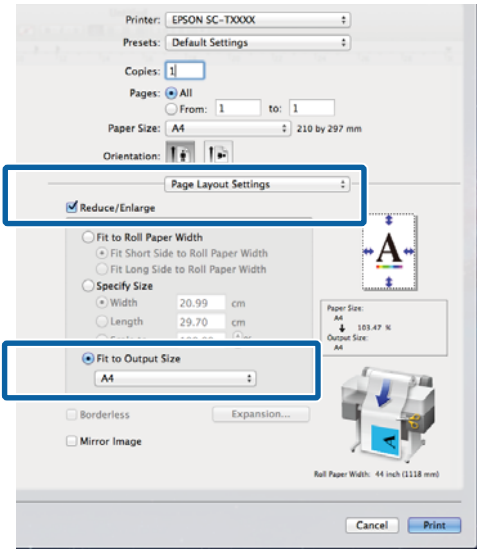 Printer: EPSON SC-TXXXX
Presets: Default Settings
Copies: 1
Pages: All
From: 1 to: 1
Paper Size: A4 210 by 297 mm
Orientation:
Page Layout Settings
Reduce/Enlarge
Fit to Roll Paper Width
Fit Short Side to Roll Paper Width
Fit Long Side to Roll Paper Width
Specify Size
Width 20.99 cm
Length 29.70 cm
Fit to Output Size
A4
Borderless Expansion...
Mirror Image
A
Paper Size:
A4
103.47 %
Output Size:
A4
A
Roll Paper Width: 44 inch (1118 mm)
Cancel Print